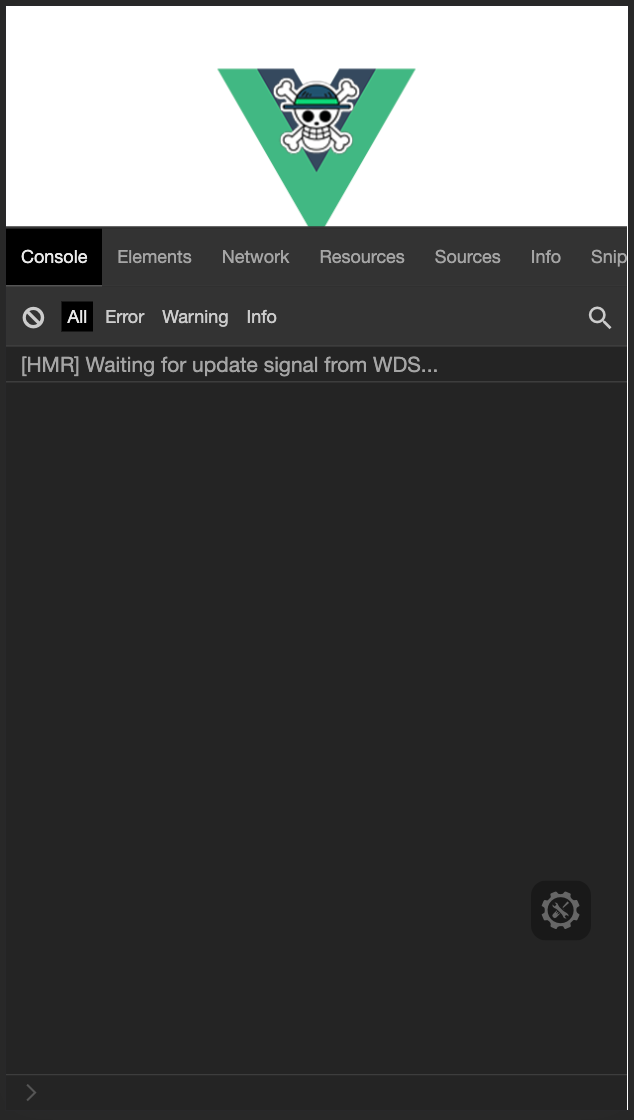 Console Elements Network Resources Sources Info Snip
All Error Warning Info
[HMR] Waiting for update signal from WDS...